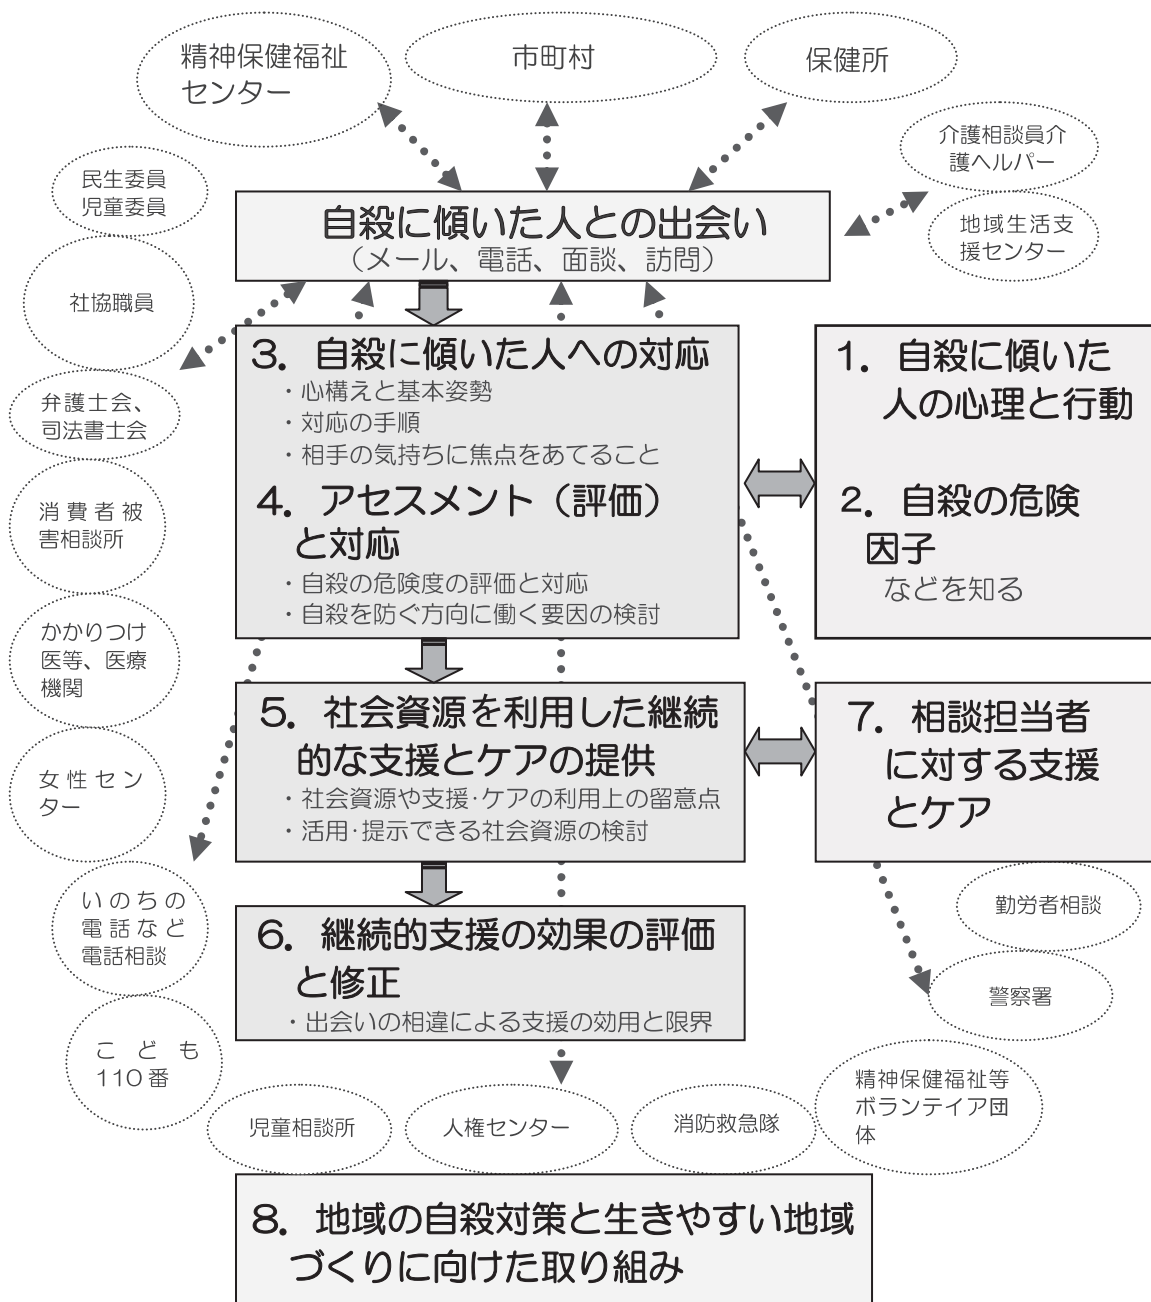 精神保健福祉
センター
市町村
保健所
介護相談員介
護ヘルパー
民生委員
児童委員
地域生活支
援センター
自殺に傾いた人との出会い
（メール、電話、面談、訪問）
社協職員
弁護士会、
司法書士会
消費者被
害相談所
かかりつけ
医等、医療
機関
女性セン
ター
いのちの
電話など
電話相談
こども
110番
3．自殺に傾いた人への対応
・心構えと基本姿勢
・対応の手順
・相手の気持ちに焦点をあてること
4．アセスメント（評価）
と対応
・自殺の危険度の評価と対応
・自殺を防ぐ方向に働く要因の検討
1．自殺に傾いた
人の心理と行動
2．自殺の危険
因子
などを知る
5．社会資源を利用した継続
的な支援とケアの提供
・社会資源や支援・ケアの利用上の留意点
・活用・提示できる社会資源の検討
7．相談担当者
に対する支援
とケア
6．継続的支援の効果の評価
と修正
・出会いの相違による支援の効用と限界
勤労者相談
警察署
精神保健福祉等
ボランテイア団
体
児童相談所
人権センター
消防救急隊
8．地域の自殺対策と生きやすい地域
づくりに向けた取り組み